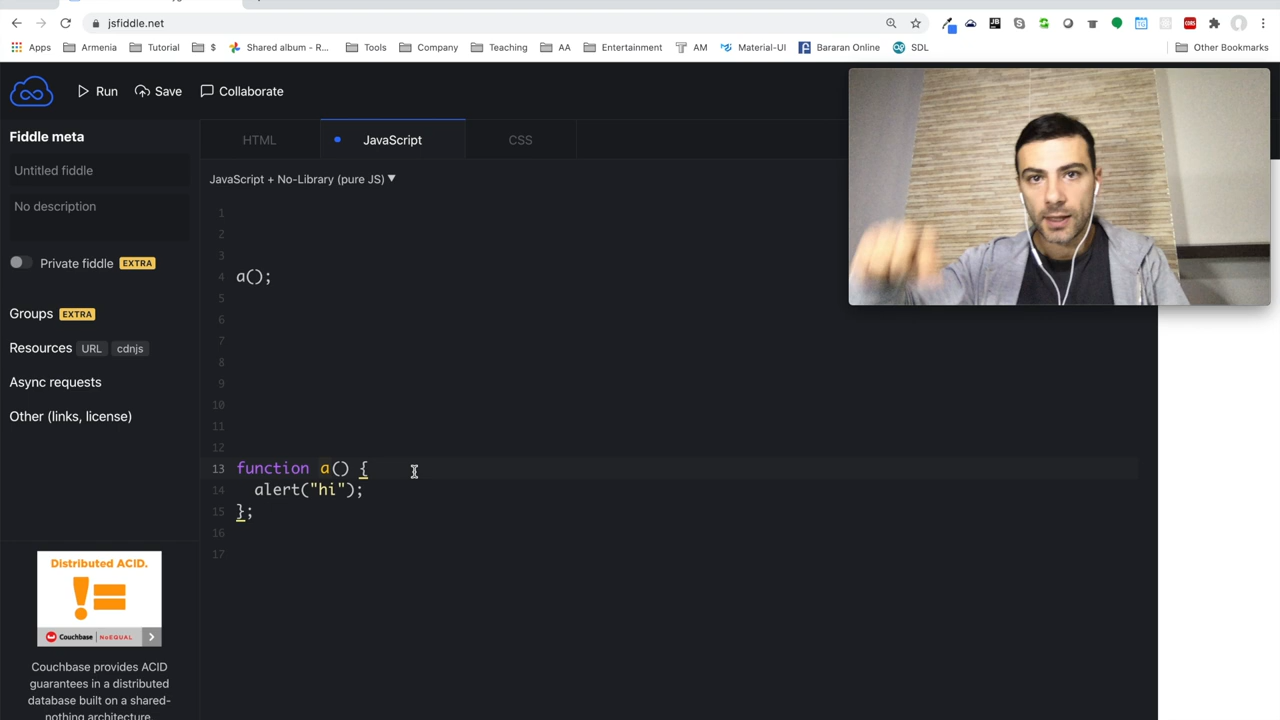 jsfiddle.net
Apps Armenia Tutorial $ Shared album - R... Tools Company Teaching AA Entertainment AM Material-UI Bararan Online SDL Other Bookmarks
Run Save Collaborate
Fiddle meta
Untitled fiddle
No description
Private fiddle EXTRA
Groups EXTRA
Resources URL cdnjs
Async requests
Other (links, license)
Distributed ACID.
!=
Couchbase | NoEQUAL
Couchbase provides ACID
guarantees in a distributed
database built on a shared-
nothing architecture.
HTML JavaScript CSS
JavaScript + No-Library (pure JS)
1
2
3
4 a();
5
6
7
8
9
10
11
12
13 function a() {
14 alert("hi");
15 };
16
17